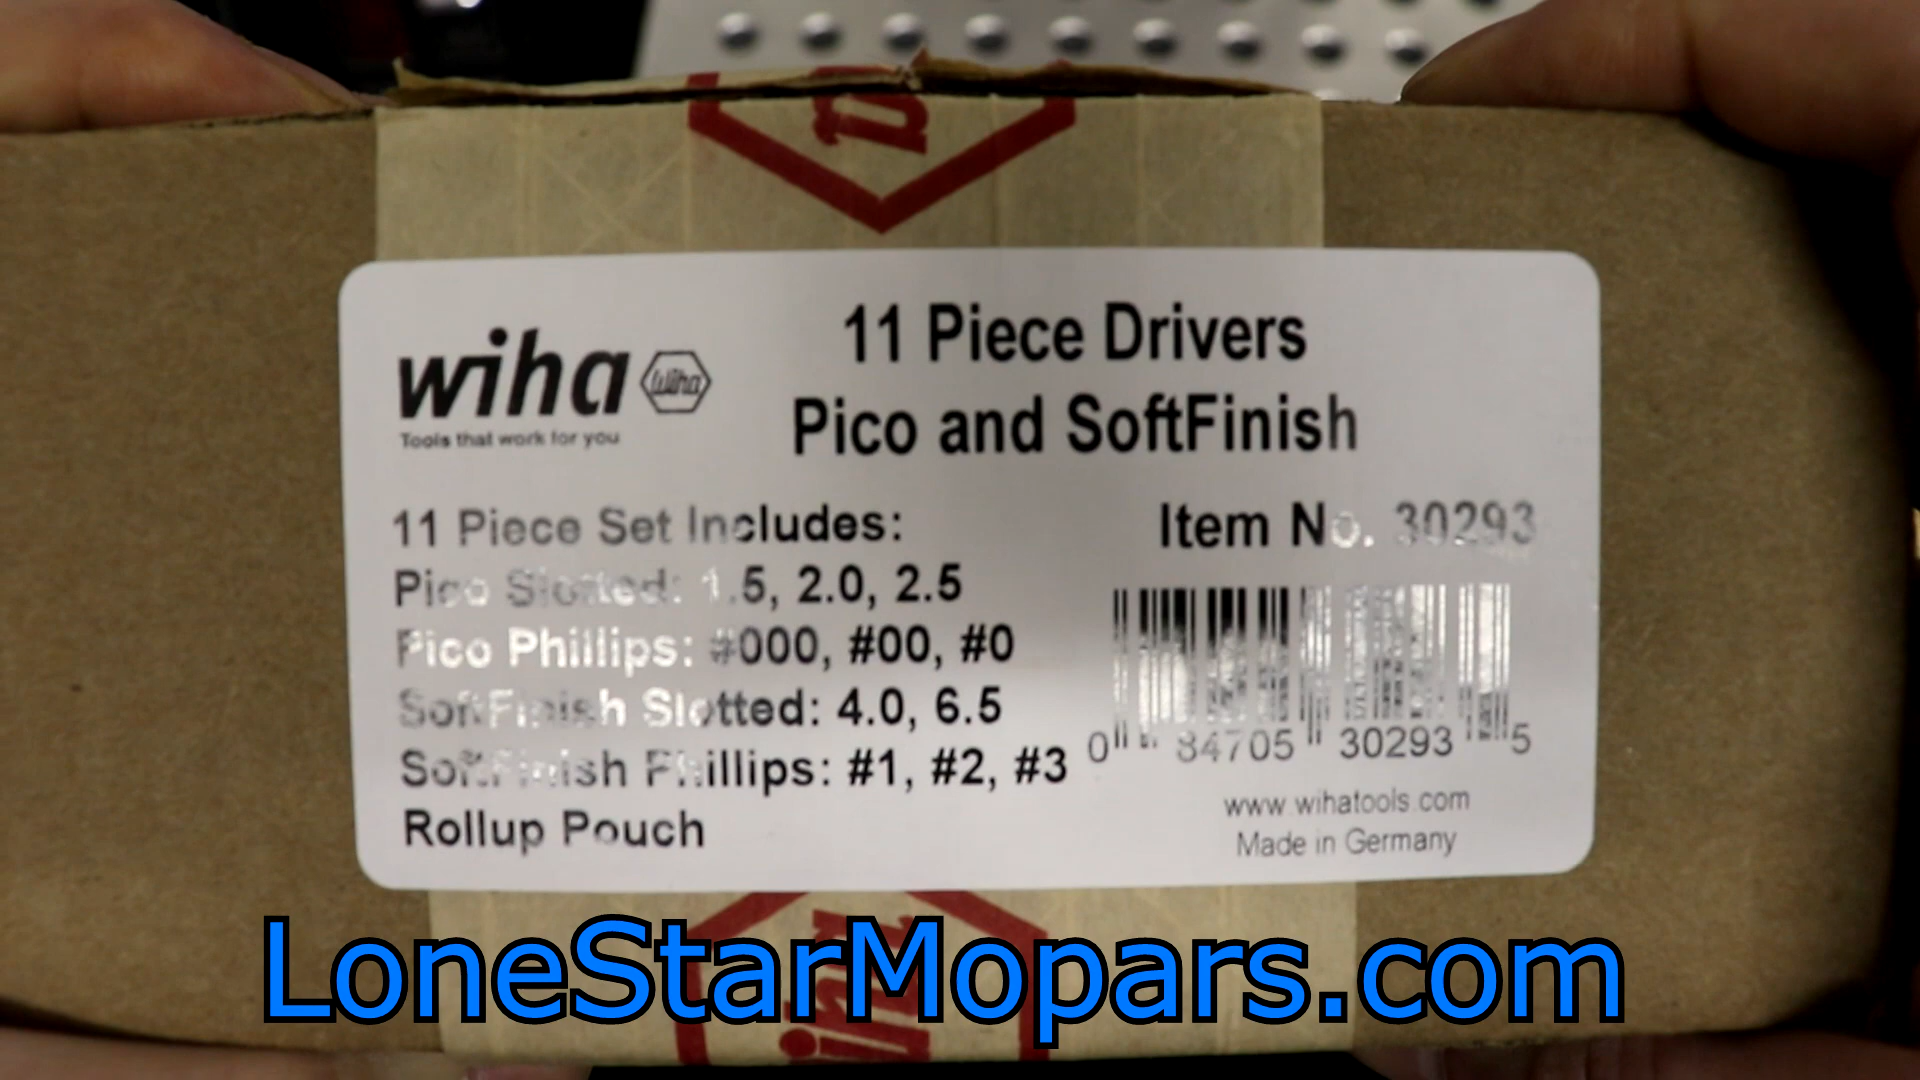 wiha
wiha
Tools that work for you
11 Piece Drivers
Pico and SoftFinish
11 Piece Set Includes:
Pico Slotted: 1.5, 2.0, 2.5
Pico Phillips: #000, #00, #0
SoftFinish Slotted: 4.0, 6.5
SoftFinish Phillips: #1, #2, #3
Rollup Pouch
Item No. 30293
0 84705 30293 5
www.wihatools.com
Made in Germany
LoneStarMopars.com